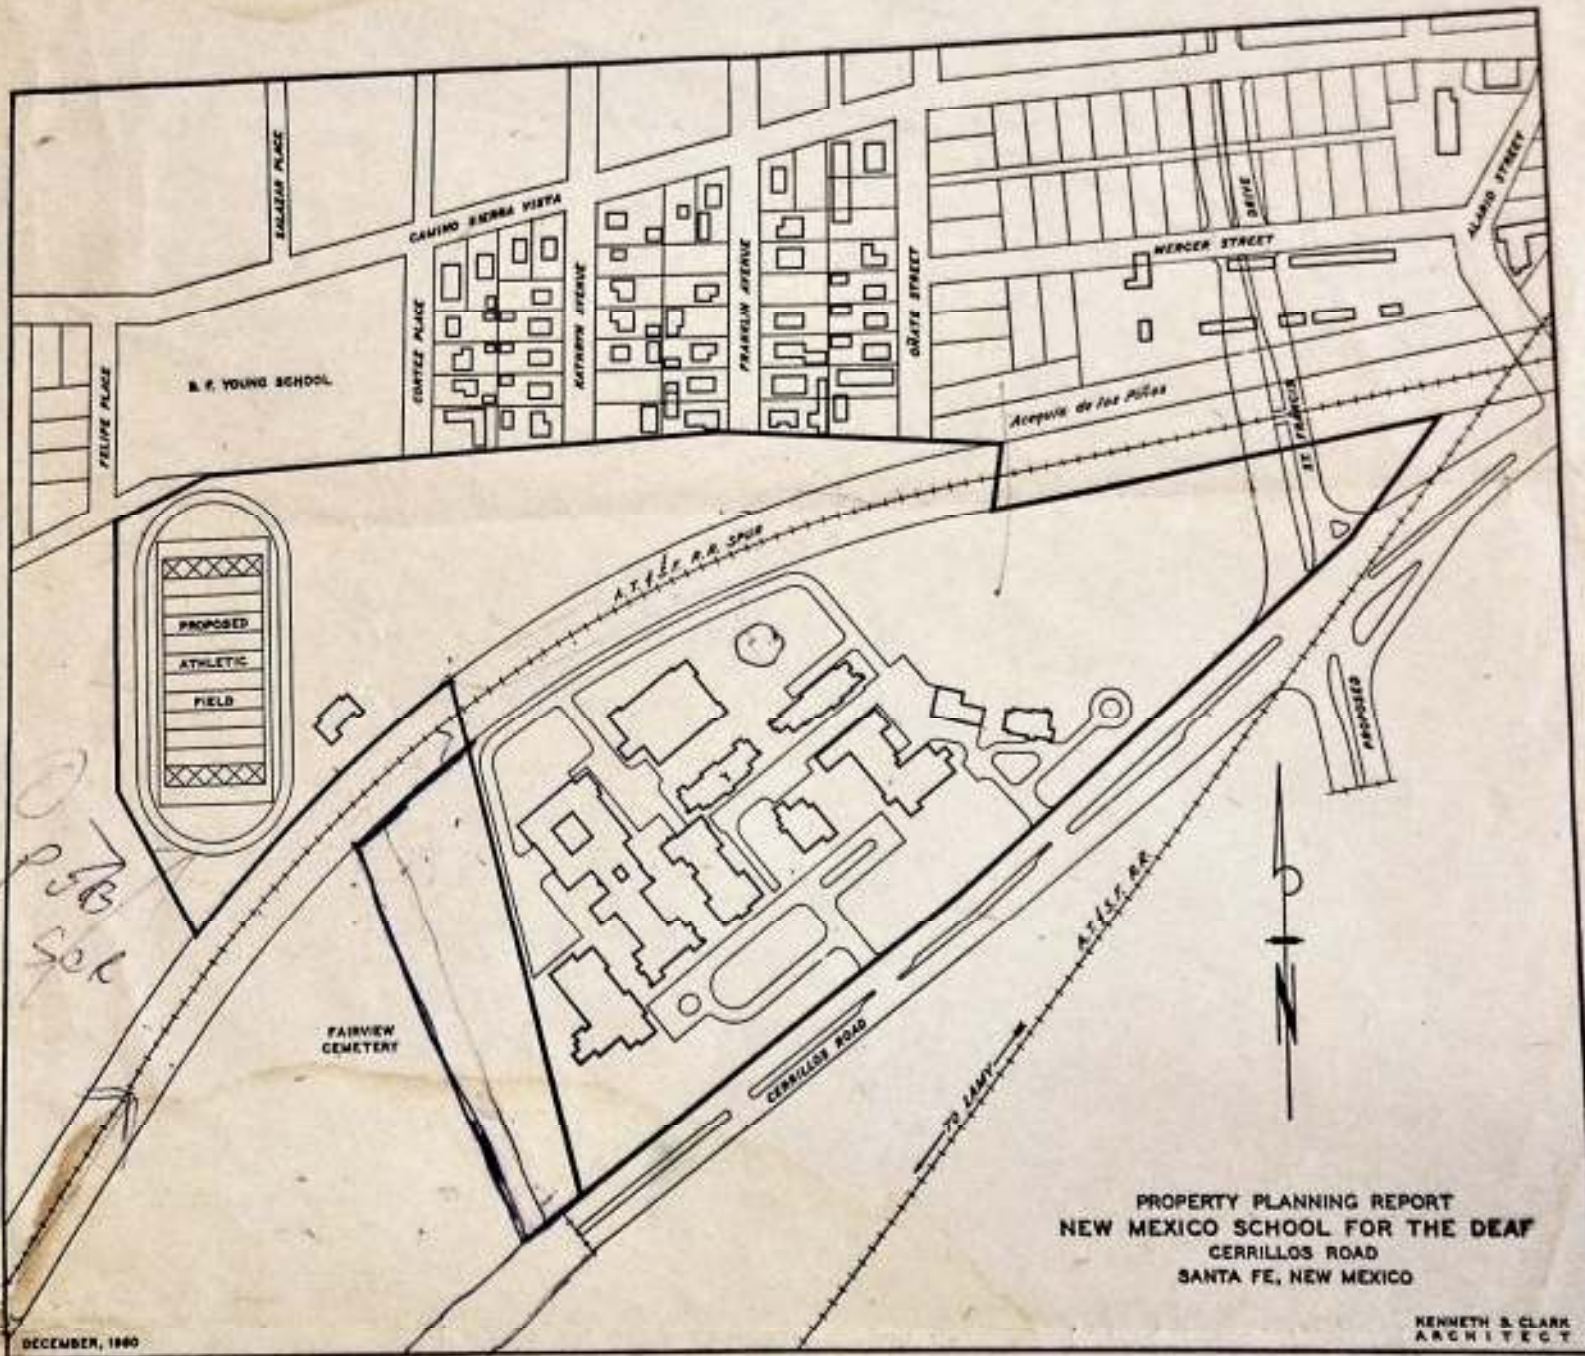 SALAZAR PLACE
CAMINO SIERRA VISTA
DRIVE
ALARID STREET
MERCER STREET
FELIPE PLACE
B. F. YOUNG SCHOOL
CORTEZ PLACE
KATHRYN AVENUE
FRANKLIN AVENUE
OÑATE STREET
Acequia de los Piños
ST. FRANCIS
A.T. & S.F. R.R. SPUR
PROPOSED
ATHLETIC
FIELD
PROPOSED
A.T. & S.F. R.R.
N
FAIRVIEW
CEMETERY
CERRILLOS ROAD
TO LAMY
PROPERTY PLANNING REPORT
NEW MEXICO SCHOOL FOR THE DEAF
CERRILLOS ROAD
SANTA FE, NEW MEXICO
DECEMBER, 1960
KENNETH S. CLARK
ARCHITECT